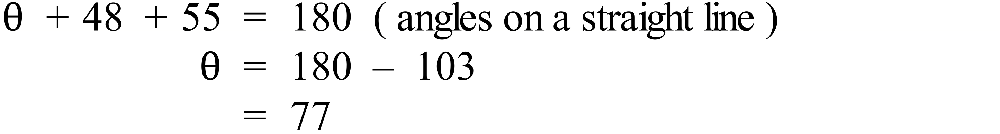 θ + 48 + 55 = 180 ( angles on a straight line )
θ = 180 – 103
= 77